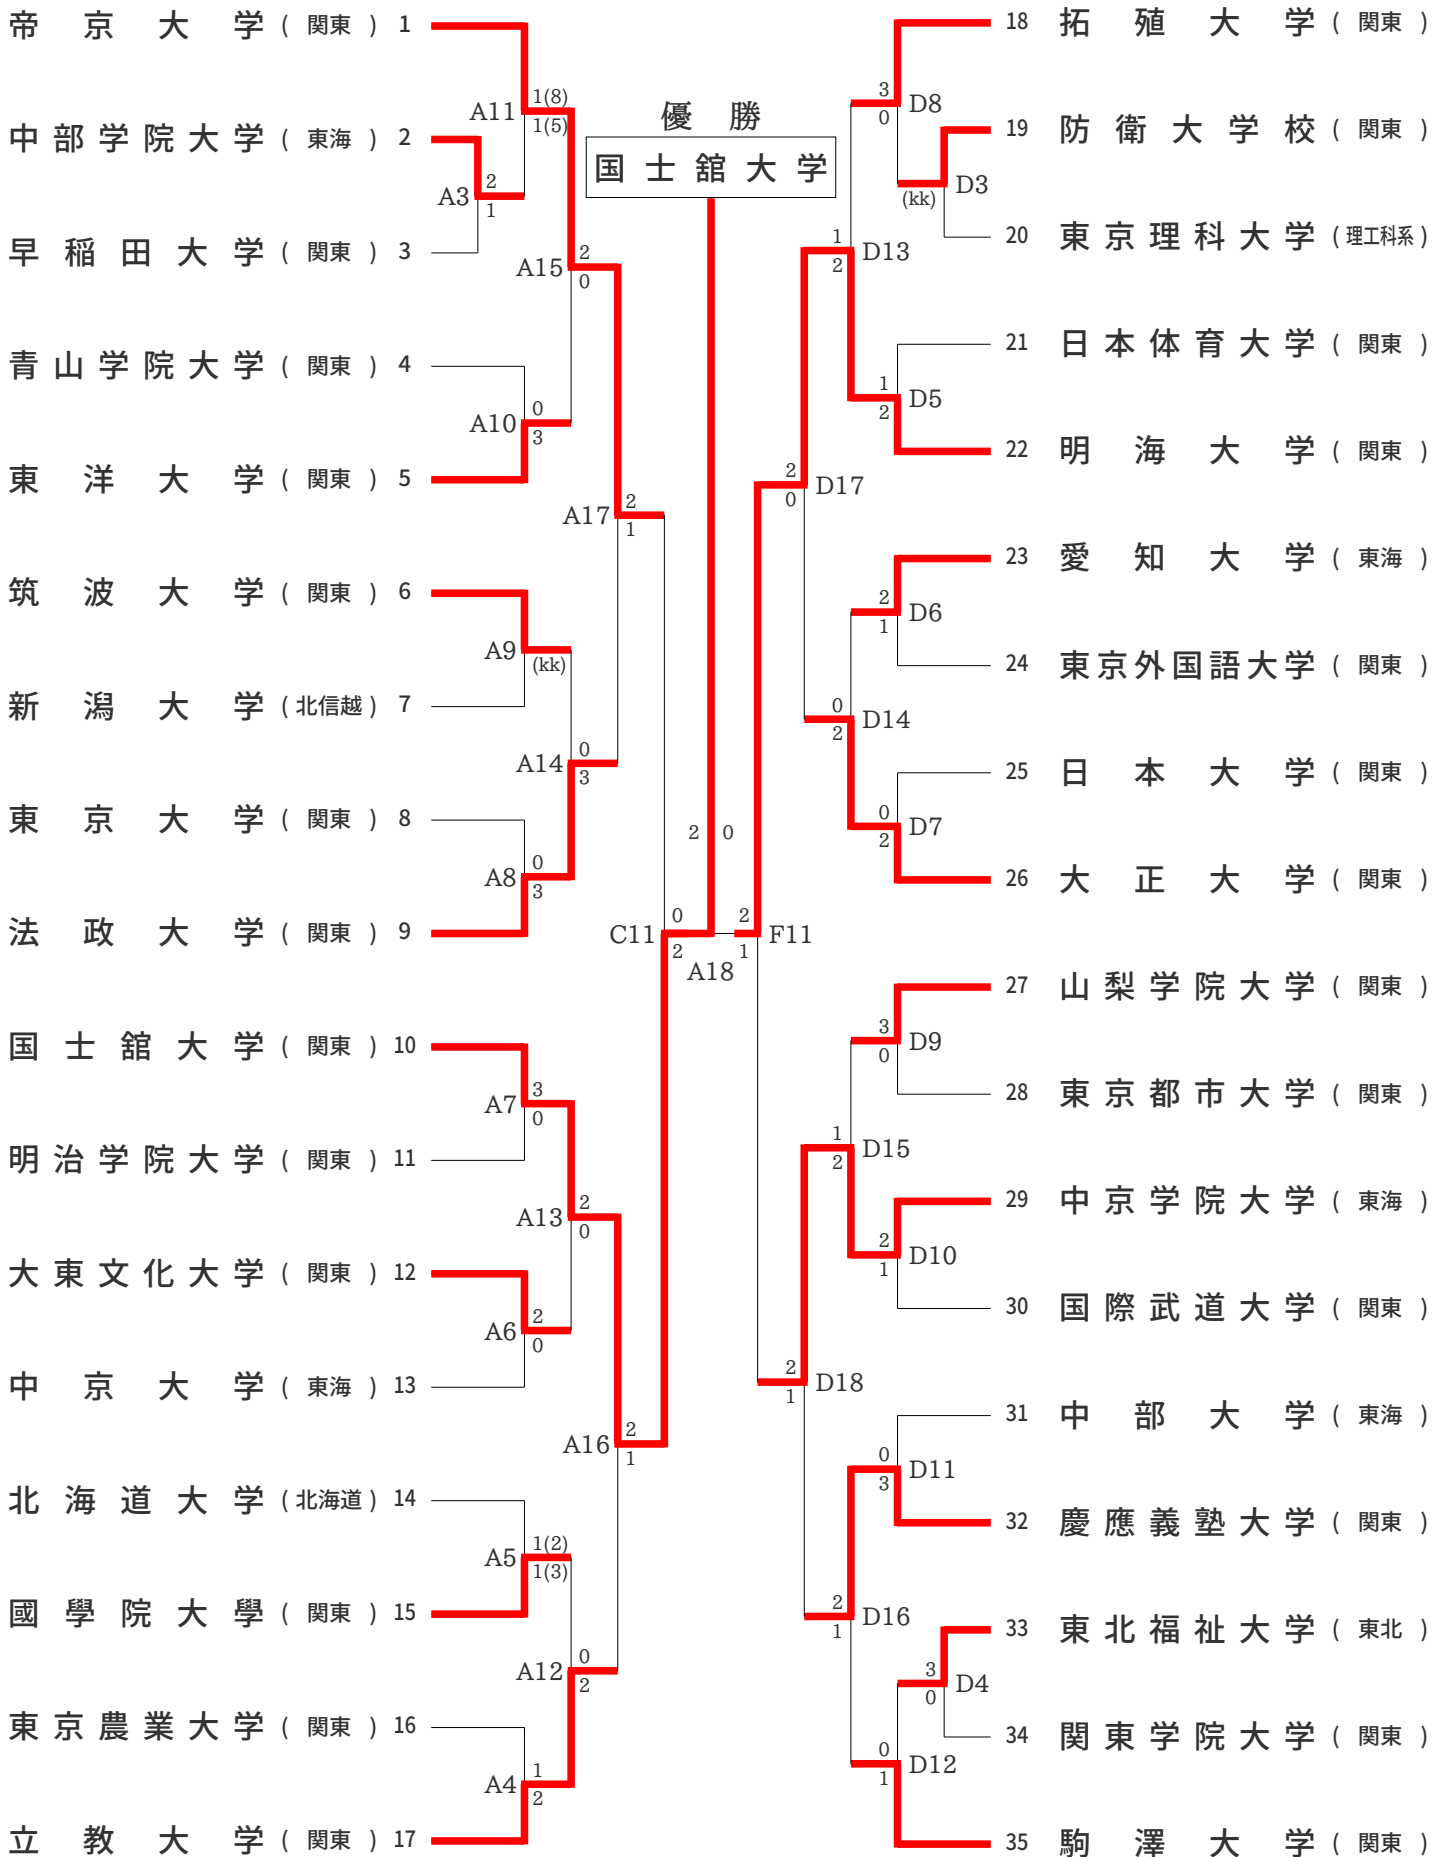 優勝
国士舘大学
帝京大学 (関東) 1
A11
1(8)
1(5)
中部学院大学 (東海) 2
A3
2
1
早稲田大学 (関東) 3
A15
2
0
青山学院大学 (関東) 4
A10
0
3
東洋大学 (関東) 5
A17
2
1
筑波大学 (関東) 6
A9
(kk)
新潟大学 (北信越) 7
A14
0
3
東京大学 (関東) 8
A8
0
3
法政大学 (関東) 9
C11
0
2
国士舘大学 (関東) 10
A7
3
0
明治学院大学 (関東) 11
A13
2
0
大東文化大学 (関東) 12
A6
2
0
中京大学 (東海) 13
A16
2
1
北海道大学 (北海道) 14
A5
1(2)
1(3)
國學院大學 (関東) 15
A12
0
2
東京農業大学 (関東) 16
A4
1
2
立教大学 (関東) 17
2 0
A18
18 拓殖大学 (関東)
3
0
D8
19 防衛大学校 (関東)
(kk)
D3
20 東京理科大学 (理工科系)
1
2
D13
21 日本体育大学 (関東)
1
2
D5
22 明海大学 (関東)
2
0
D17
23 愛知大学 (東海)
2
1
D6
24 東京外国語大学 (関東)
0
2
D14
25 日本大学 (関東)
0
2
D7
26 大正大学 (関東)
2
1
F11
27 山梨学院大学 (関東)
3
0
D9
28 東京都市大学 (関東)
1
2
D15
29 中京学院大学 (東海)
2
1
D10
30 国際武道大学 (関東)
2
1
D18
31 中部大学 (東海)
0
3
D11
32 慶應義塾大学 (関東)
2
1
D16
33 東北福祉大学 (東北)
3
0
D4
34 関東学院大学 (関東)
0
1
D12
35 駒澤大学 (関東)